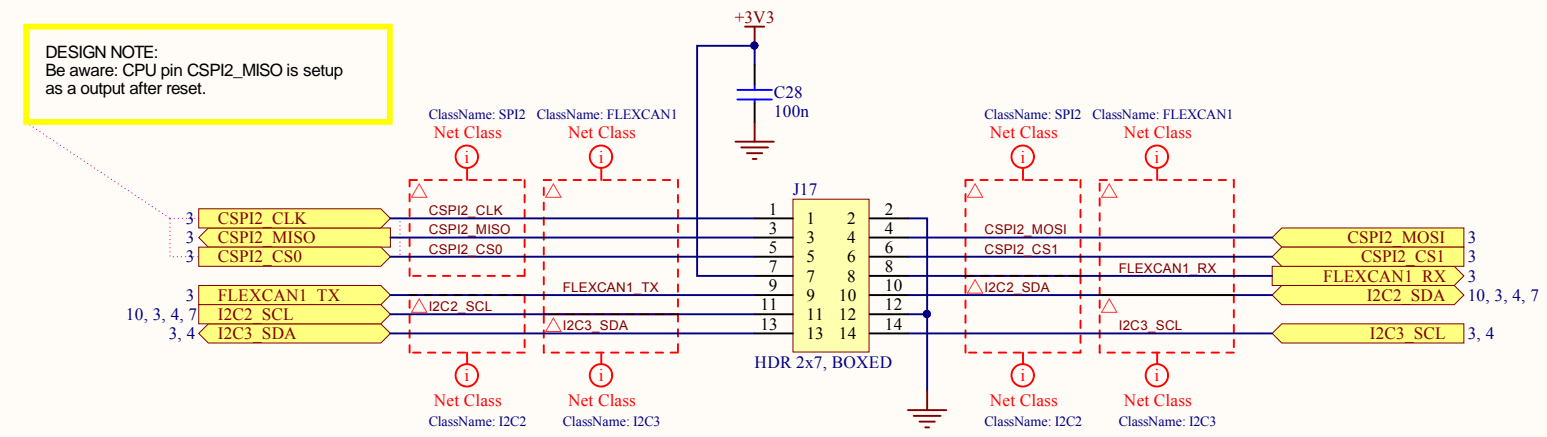 +3V3
DESIGN NOTE:
Be aware: CPU pin CSPI2_MISO is setup
as a output after reset.
C28
100n
ClassName: SPI2 ClassName: FLEXCAN1
Net Class Net Class
i i
ClassName: SPI2 ClassName: FLEXCAN1
Net Class Net Class
i i
J17
3 CSPI2_CLK CSPI2_CLK 1 1 2 2
3 CSPI2_MISO CSPI2_MISO 3 3 4 4 CSPI2_MOSI CSPI2_MOSI 3
3 CSPI2_CS0 CSPI2_CS0 5 5 6 6 CSPI2_CS1 CSPI2_CS1 3
7 7 8 8 FLEXCAN1_RX FLEXCAN1_RX 3
3 FLEXCAN1_TX FLEXCAN1_TX 9 9 10 10 I2C2_SDA I2C2_SDA 10, 3, 4, 7
10, 3, 4, 7 I2C2_SCL I2C2_SCL 11 11 12 12
3, 4 I2C3_SDA I2C3_SDA 13 13 14 14 I2C3_SCL I2C3_SCL 3, 4
HDR 2x7, BOXED
i i
Net Class Net Class
ClassName: I2C2 ClassName: I2C3
i i
Net Class Net Class
ClassName: I2C2 ClassName: I2C3